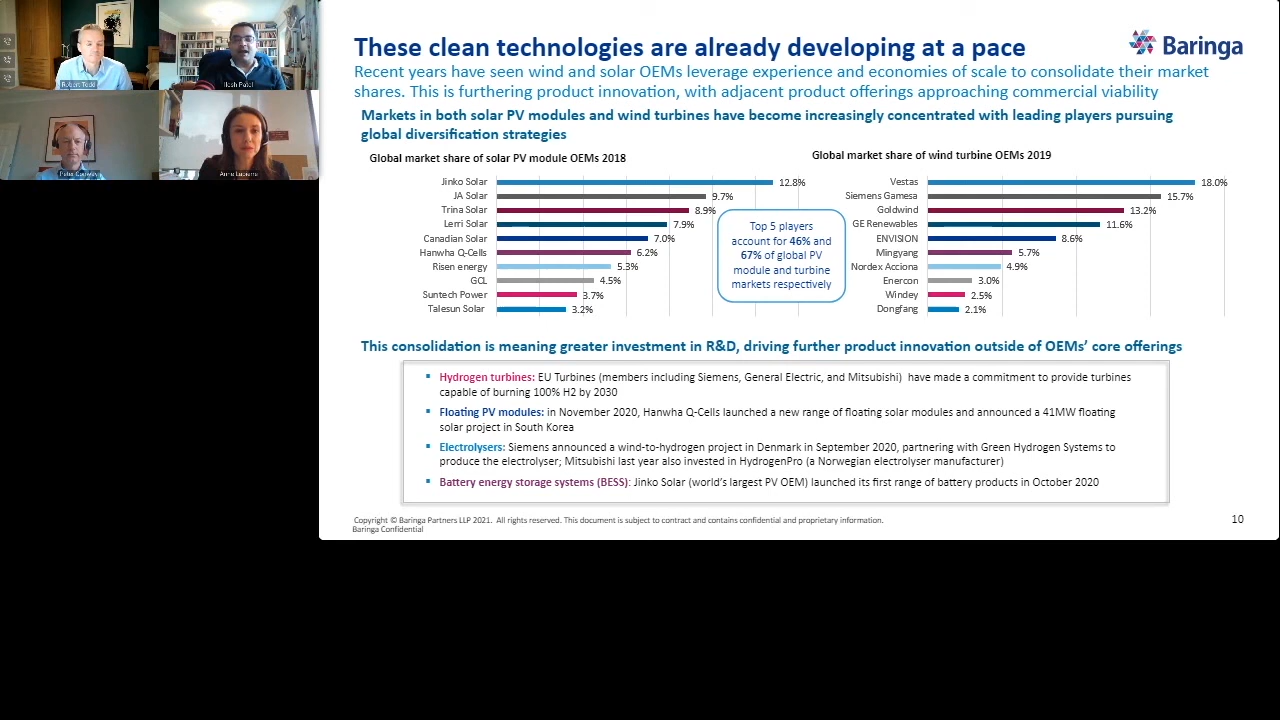 Robert Todd
Ilesh Patel
Peter Conway
Anne Lapierre
These clean technologies are already developing at a pace
Baringa
Recent years have seen wind and solar OEMs leverage experience and economies of scale to consolidate their market
shares. This is furthering product innovation, with adjacent product offerings approaching commercial viability
Markets in both solar PV modules and wind turbines have become increasingly concentrated with leading players pursuing
global diversification strategies
Global market share of solar PV module OEMs 2018
Jinko Solar 12.8%
JA Solar 9.7%
Trina Solar 8.9%
Lerri Solar 7.9%
Canadian Solar 7.0%
Hanwha Q-Cells 6.2%
Risen energy 5.3%
GCL 4.5%
Suntech Power 3.7%
Talesun Solar 3.2%
Top 5 players
account for 46% and
67% of global PV
module and turbine
markets respectively
Global market share of wind turbine OEMs 2019
Vestas 18.0%
Siemens Gamesa 15.7%
Goldwind 13.2%
GE Renewables 11.6%
ENVISION 8.6%
Mingyang 5.7%
Nordex Acciona 4.9%
Enercon 3.0%
Windey 2.5%
Dongfang 2.1%
This consolidation is meaning greater investment in R&D, driving further product innovation outside of OEMs' core offerings
▪ Hydrogen turbines: EU Turbines (members including Siemens, General Electric, and Mitsubishi) have made a commitment to provide turbines
capable of burning 100% H2 by 2030
▪ Floating PV modules: in November 2020, Hanwha Q-Cells launched a new range of floating solar modules and announced a 41MW floating
solar project in South Korea
▪ Electrolysers: Siemens announced a wind-to-hydrogen project in Denmark in September 2020, partnering with Green Hydrogen Systems to
produce the electrolyser; Mitsubishi last year also invested in HydrogenPro (a Norwegian electrolyser manufacturer)
▪ Battery energy storage systems (BESS): Jinko Solar (world's largest PV OEM) launched its first range of battery products in October 2020
Copyright © Baringa Partners LLP 2021. All rights reserved. This document is subject to contract and contains confidential and proprietary information.
Baringa Confidential
10